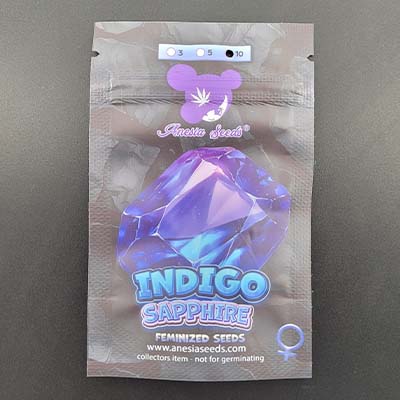 3 5 10
Anesia Seeds®
INDIGO
SAPPHIRE
FEMINIZED SEEDS
www.anesiaseeds.com
collectors item - not for germinating